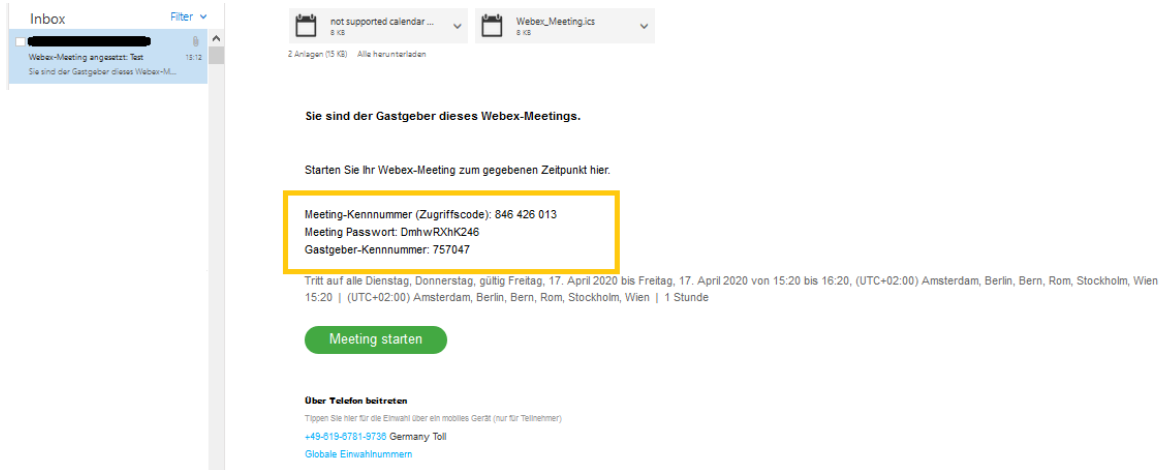 Inbox
Filter
Webex-Meeting angesetzt: Test 15:12
Sie sind der Gastgeber dieses Webex-M...
not supported calendar ...
8 KB
Webex_Meeting.ics
8 KB
2 Anlagen (15 KB) Alle herunterladen
Sie sind der Gastgeber dieses Webex-Meetings.
Starten Sie Ihr Webex-Meeting zum gegebenen Zeitpunkt hier.
Meeting-Kennnummer (Zugriffscode): 846 426 013
Meeting Passwort: DmhwRXhK246
Gastgeber-Kennnummer: 757047
Tritt auf alle Dienstag, Donnerstag, gültig Freitag, 17. April 2020 bis Freitag, 17. April 2020 von 15:20 bis 16:20, (UTC+02:00) Amsterdam, Berlin, Bern, Rom, Stockholm, Wien
15:20 | (UTC+02:00) Amsterdam, Berlin, Bern, Rom, Stockholm, Wien | 1 Stunde
Meeting starten
Über Telefon beitreten
Tippen Sie hier für die Einwahl über ein mobiles Gerät (nur für Teilnehmer)
+49-619-6781-9736 Germany Toll
Globale Einwahlnummern